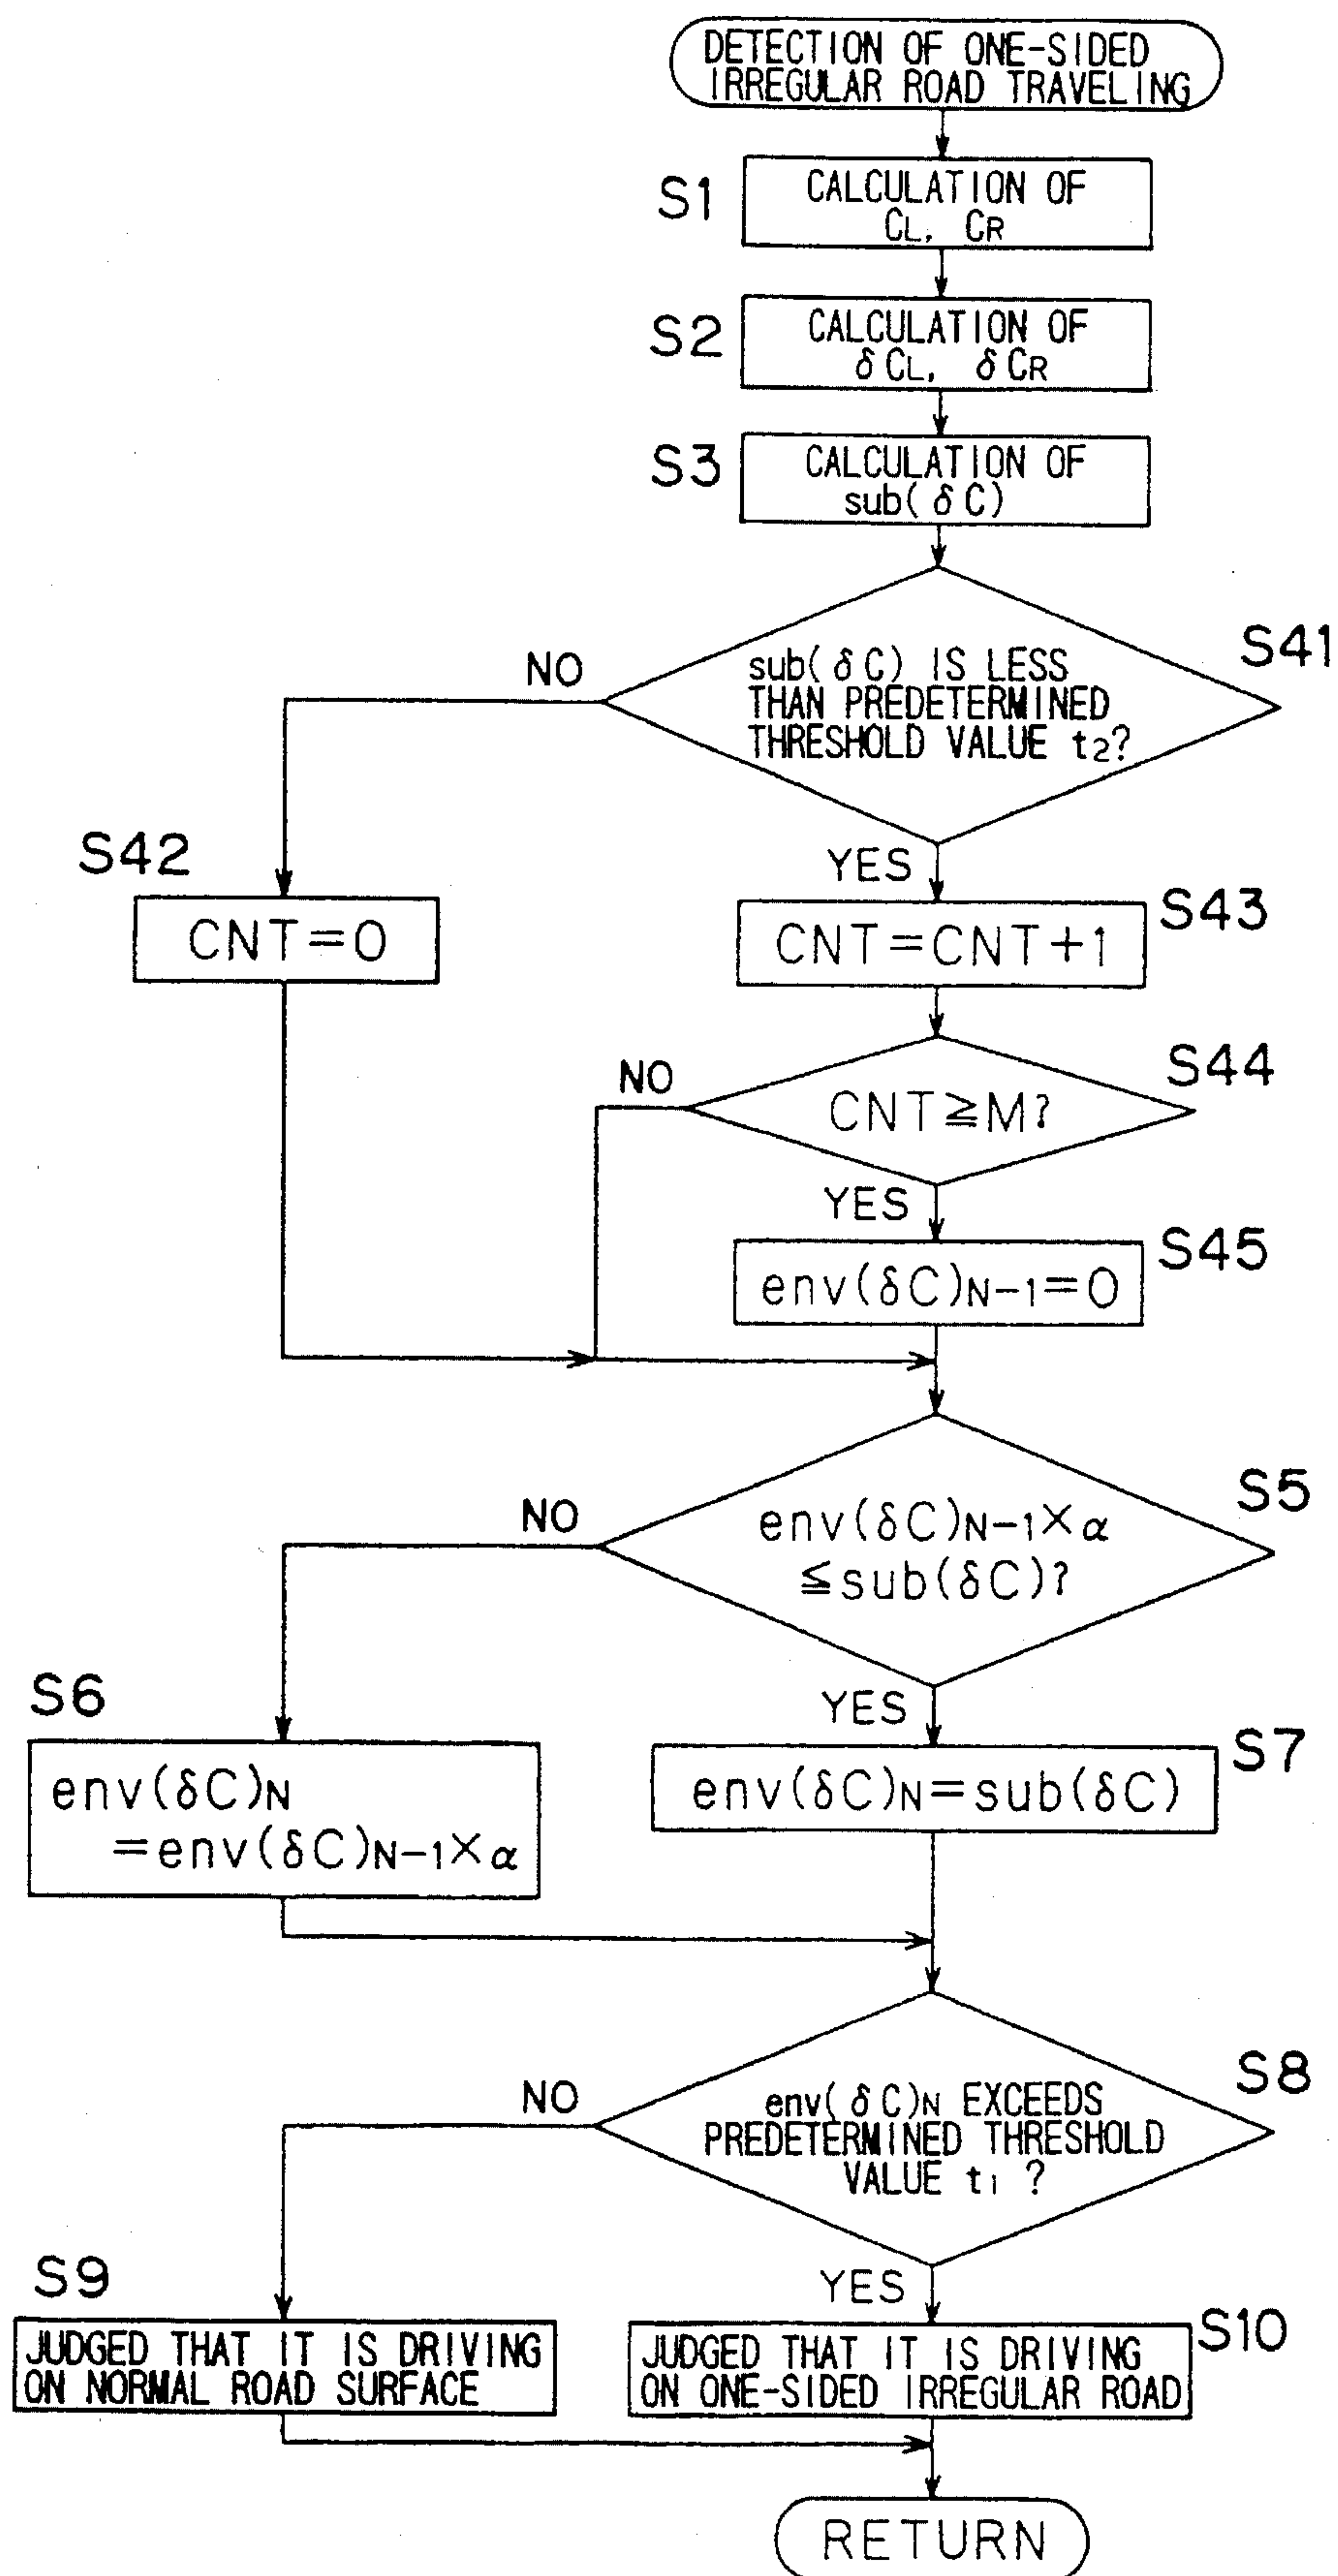 DETECTION OF ONE-SIDED
IRREGULAR ROAD TRAVELING
S1
CALCULATION OF
CL, CR
S2
CALCULATION OF
δCL, δCR
S3
CALCULATION OF
sub(δC)
S41
NO
sub(δC) IS LESS
THAN PREDETERMINED
THRESHOLD VALUE t2?
YES
S42
CNT=0
S43
CNT=CNT+1
S44
NO
CNT≧M?
YES
S45
env(δC)N-1=0
S5
NO
env(δC)N-1×α
≦sub(δC)?
YES
S6
env(δC)N
=env(δC)N-1×α
S7
env(δC)N=sub(δC)
S8
NO
env(δC)N EXCEEDS
PREDETERMINED THRESHOLD
VALUE t1 ?
YES
S9
JUDGED THAT IT IS DRIVING
ON NORMAL ROAD SURFACE
S10
JUDGED THAT IT IS DRIVING
ON ONE-SIDED IRREGULAR ROAD
RETURN